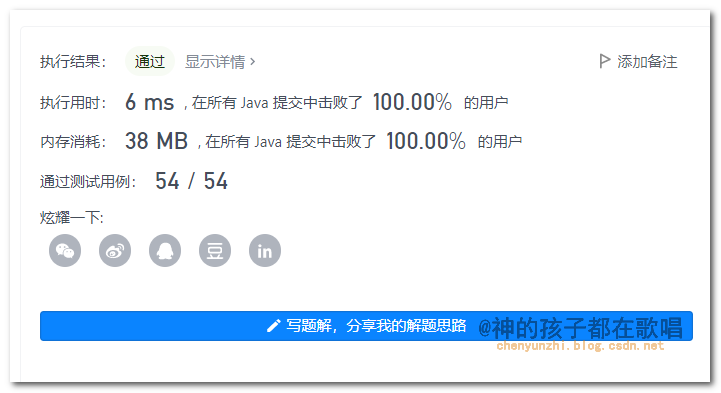 执行结果： 通过 显示详情 > 添加备注
执行用时： 6 ms , 在所有 Java 提交中击败了 100.00% 的用户
内存消耗： 38 MB , 在所有 Java 提交中击败了 100.00% 的用户
通过测试用例： 54 / 54
炫耀一下:
豆 in
写题解，分享我的解题思路 @神的孩子都在歌唱
chenyunzhi.blog.csdn.net